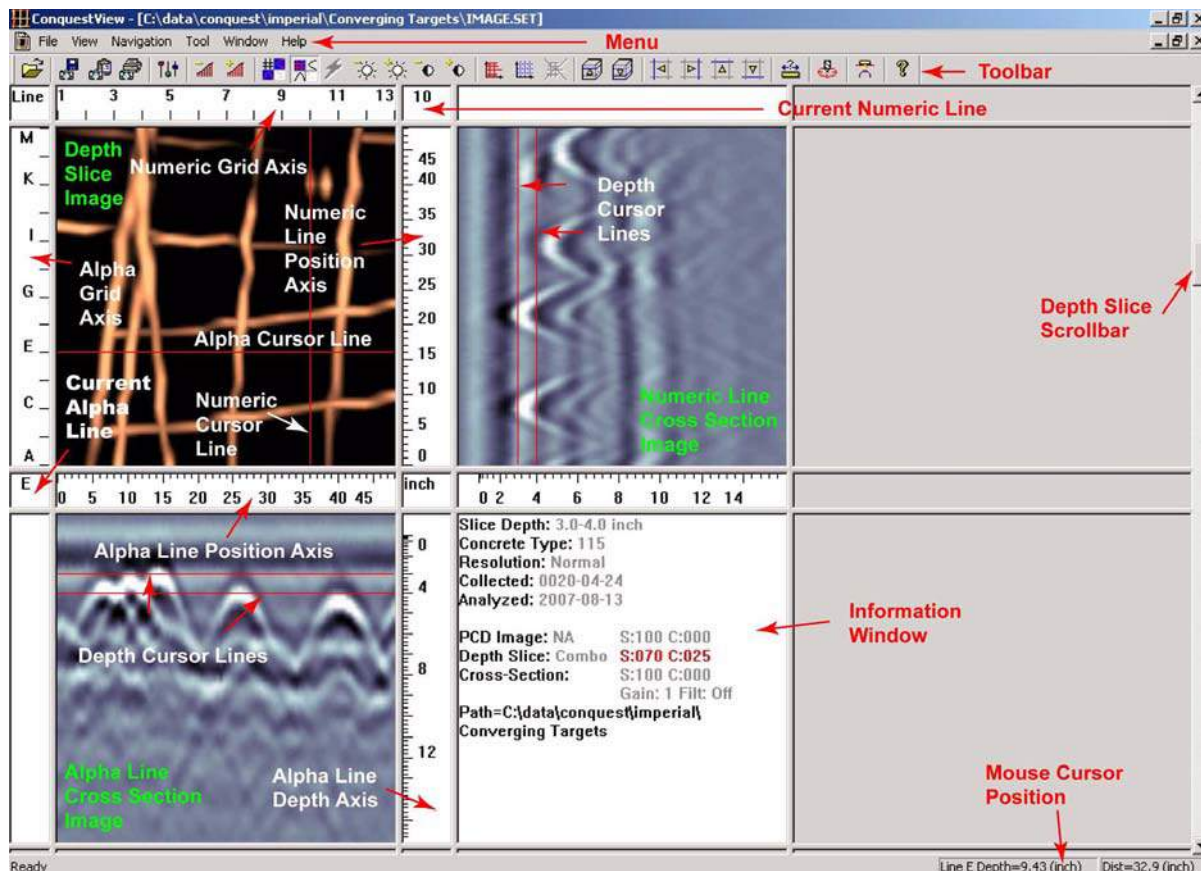 ConquestView - [C:\data\conquest\imperial\Converging Targets\IMAGE.SET]
File View Navigation Tool Window Help
Menu
Toolbar
Line
1 3 5 7 9 11 13
10
Current Numeric Line
M
K
I
G
E
C
A
Depth
Slice
Image
Numeric Grid Axis
Numeric
Line
Position
Axis
Alpha
Grid
Axis
Alpha Cursor Line
Current
Alpha
Line
Numeric
Cursor
Line
45
40
35
30
25
20
15
10
5
0
Depth
Cursor
Lines
Numeric Line
Cross Section
Image
Depth Slice
Scrollbar
E
0 5 10 15 20 25 30 35 40 45
inch
0 2 4 6 8 10 12 14
Alpha Line Position Axis
Depth Cursor Lines
Alpha Line
Cross Section
Image
Alpha Line
Depth Axis
0
4
8
12
Slice Depth: 3.0-4.0 inch
Concrete Type: 115
Resolution: Normal
Collected: 0020-04-24
Analyzed: 2007-08-13
PCD Image: NA S:100 C:000
Depth Slice: Combo S:070 C:025
Cross-Section: S:100 C:000
Gain: 1 Filt: Off
Path=C:\data\conquest\imperial\
Converging Targets
Information
Window
Mouse Cursor
Position
Ready
Line E Depth=9.43 (inch)
Dist=32.9 (inch)